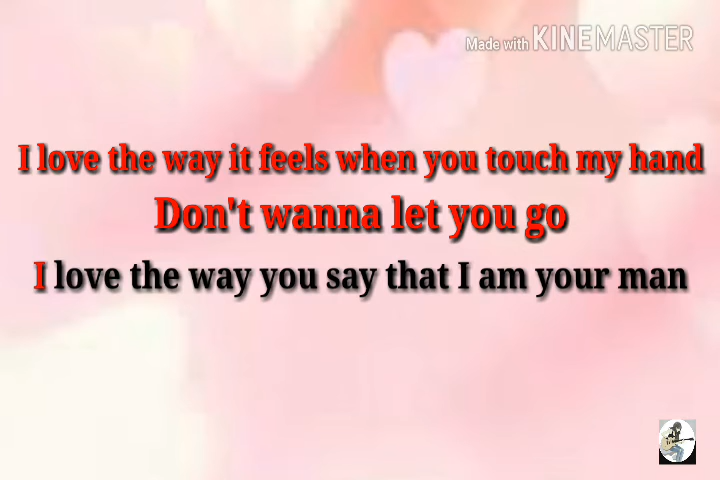 Made with KINEMASTER
I love the way it feels when you touch my hand
Don't wanna let you go
I love the way you say that I am your man